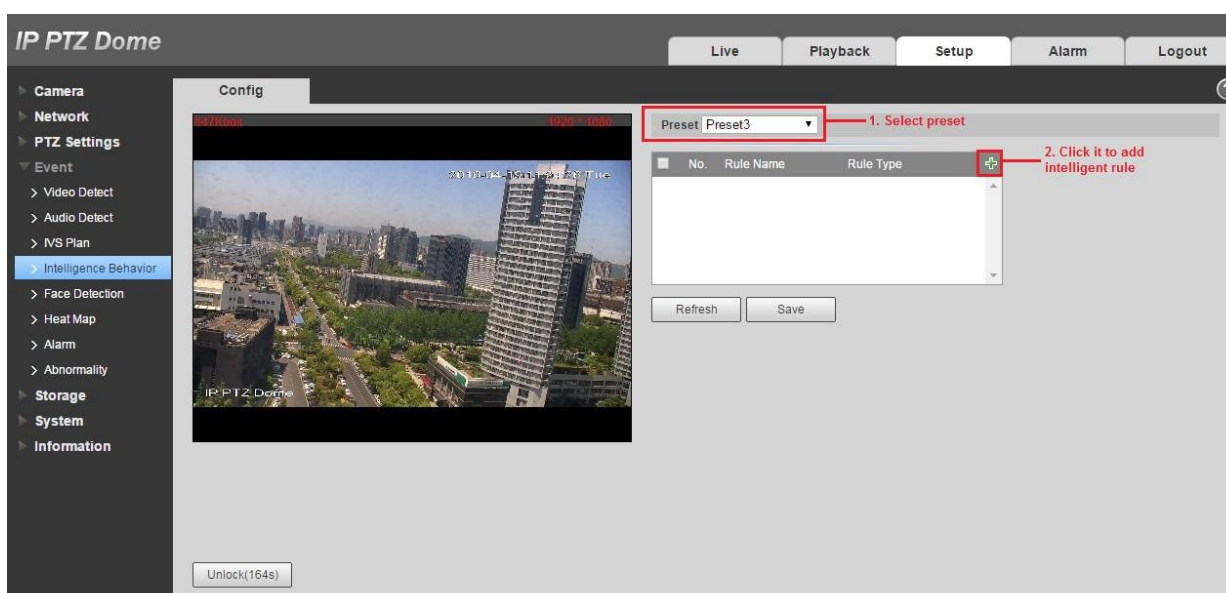 IP PTZ Dome
Live
Playback
Setup
Alarm
Logout
Camera
Network
PTZ Settings
Event
> Video Detect
> Audio Detect
> IVS Plan
> Intelligence Behavior
> Face Detection
> Heat Map
> Alarm
> Abnormality
Storage
System
Information
Config
647Kbps
1920 * 1080
Tue
IP PTZ Dome
Unlock(164s)
Preset Preset3
1. Select preset
No. Rule Name Rule Type
2. Click it to add
intelligent rule
Refresh
Save